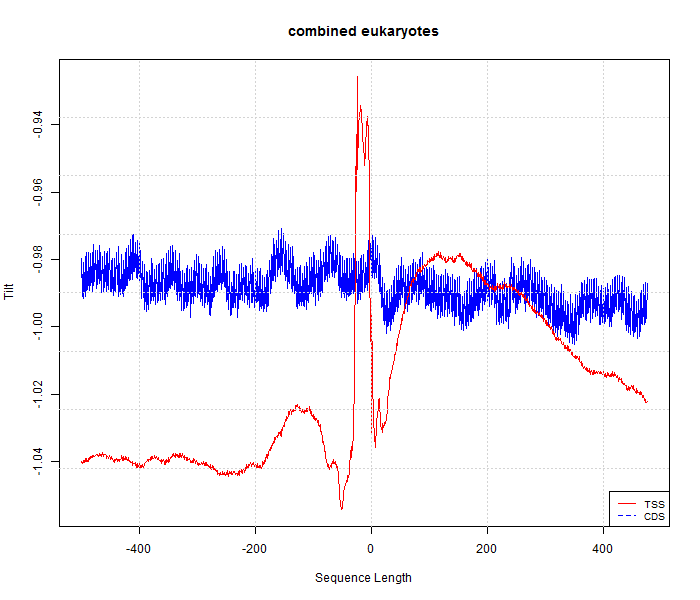 combined eukaryotes
Tilt
-0.94
-0.96
-0.98
-1.00
-1.02
-1.04
-400
-200
0
200
400
Sequence Length
TSS
CDS